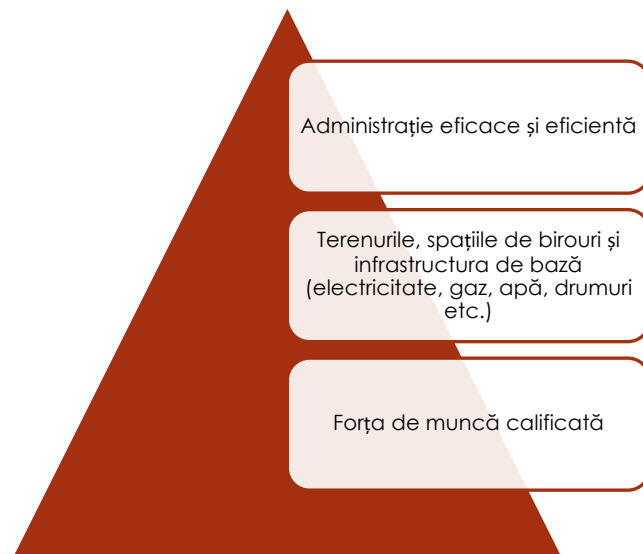 Administrație eficace și eficientă
Terenurile, spațiile de birouri și
infrastructura de bază
(electricitate, gaz, apă, drumuri
etc.)
Forța de muncă calificată